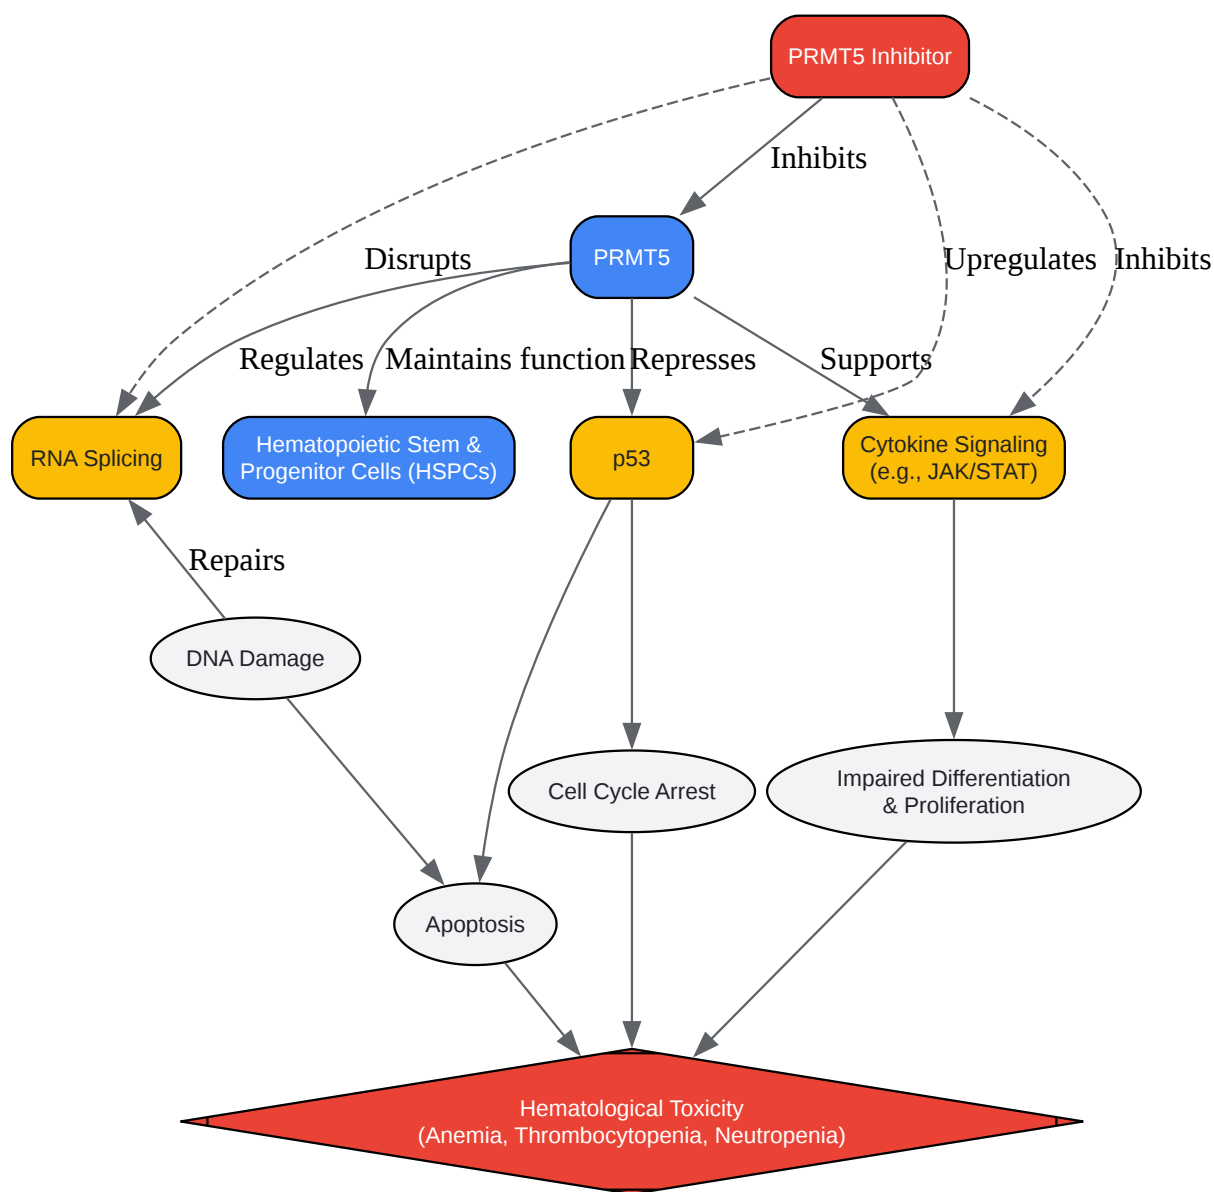 PRMT5 Inhibitor
Inhibits
PRMT5
Disrupts
Upregulates
Inhibits
Regulates
Maintains function
Represses
Supports
RNA Splicing
Hematopoietic Stem &
Progenitor Cells (HSPCs)
p53
Cytokine Signaling
(e.g., JAK/STAT)
Repairs
DNA Damage
Cell Cycle Arrest
Impaired Differentiation
& Proliferation
Apoptosis
Hematological Toxicity
(Anemia, Thrombocytopenia, Neutropenia)